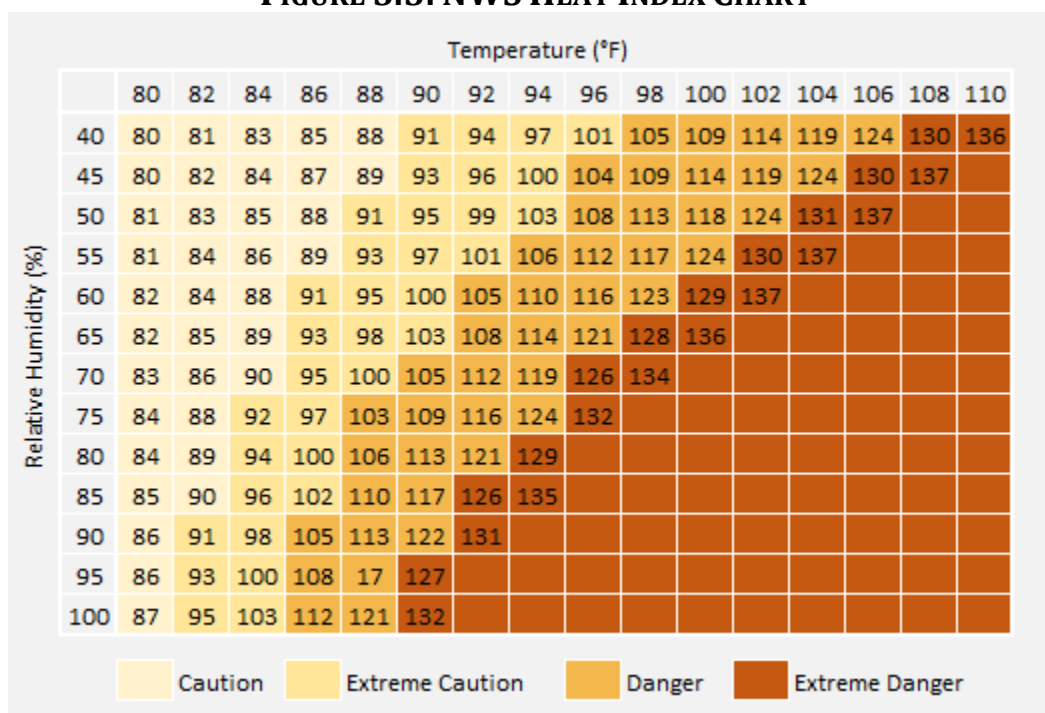 FIGURE 3.3: NWS HEAT INDEX CHART
Temperature (°F)
80 82 84 86 88 90 92 94 96 98 100 102 104 106 108 110
Relative Humidity (%)
40 80 81 83 85 88 91 94 97 101 105 109 114 119 124 130 136
45 80 82 84 87 89 93 96 100 104 109 114 119 124 130 137
50 81 83 85 88 91 95 99 103 108 113 118 124 131 137
55 81 84 86 89 93 97 101 106 112 117 124 130 137
60 82 84 88 91 95 100 105 110 116 123 129 137
65 82 85 89 93 98 103 108 114 121 128 136
70 83 86 90 95 100 105 112 119 126 134
75 84 88 92 97 103 109 116 124 132
80 84 89 94 100 106 113 121 129
85 85 90 96 102 110 117 126 135
90 86 91 98 105 113 122 131
95 86 93 100 108 17 127
100 87 95 103 112 121 132
Caution Extreme Caution Danger Extreme Danger